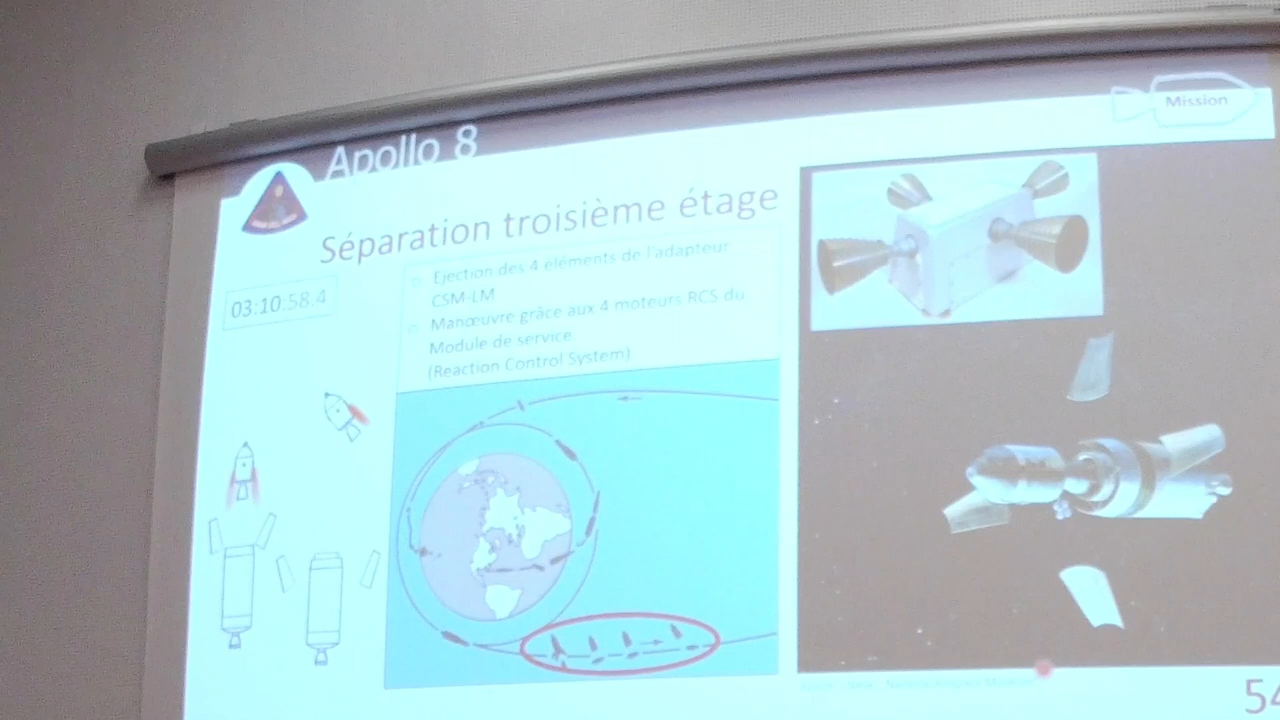 Apollo 8
Mission
Séparation troisième étage
03:10:58.4
Ejection des 4 éléments de l'adapteur
CSM-LM
Manœuvre grâce aux 4 moteurs RCS du
Module de service
(Reaction Control System)
54